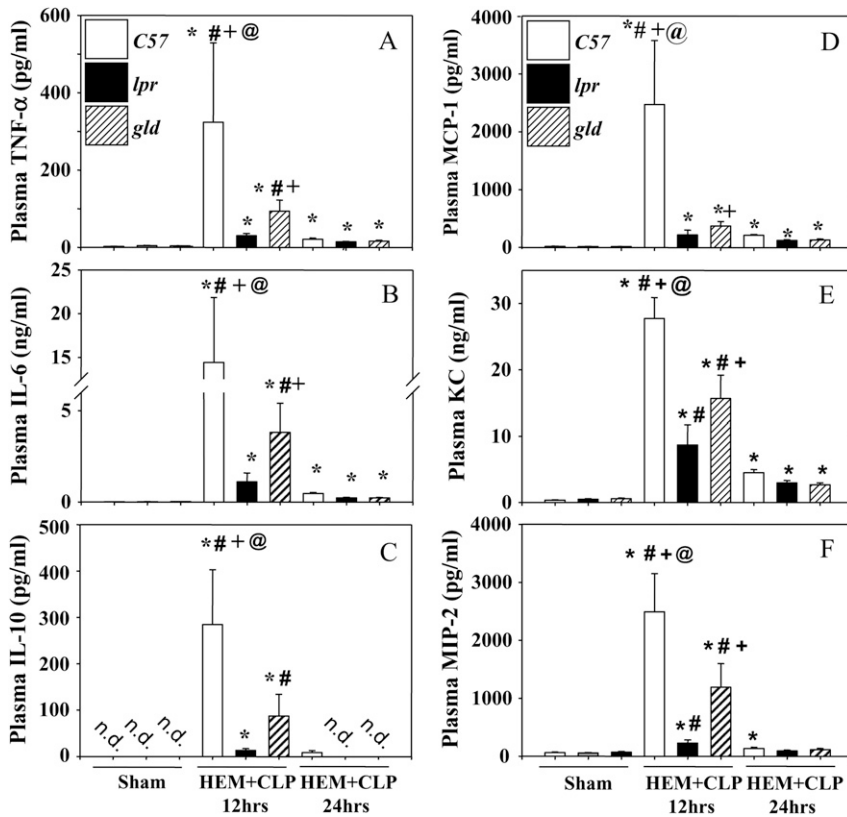 A
Plasma TNF-α (pg/ml)
600
400
200
0
C57
lpr
gld
* # + @
*
* # +
*
*
*
B
Plasma IL-6 (ng/ml)
25
20
15
5
0
* # + @
*
* # +
*
*
*
C
Plasma IL-10 (pg/ml)
500
400
300
200
100
0
n.d.
n.d.
n.d.
* # + @
*
* #
n.d.
n.d.
Sham
HEM+CLP
12hrs
HEM+CLP
24hrs
D
Plasma MCP-1 (pg/ml)
4000
3000
2000
1000
0
C57
lpr
gld
*# +@
*
*+
*
*
*
E
Plasma KC (ng/ml)
30
20
10
0
* # + @
* #
* # +
*
*
*
F
Plasma MIP-2 (pg/ml)
4000
3000
2000
1000
0
* # + @
* #
* # +
*
Sham
HEM+CLP
12hrs
HEM+CLP
24hrs